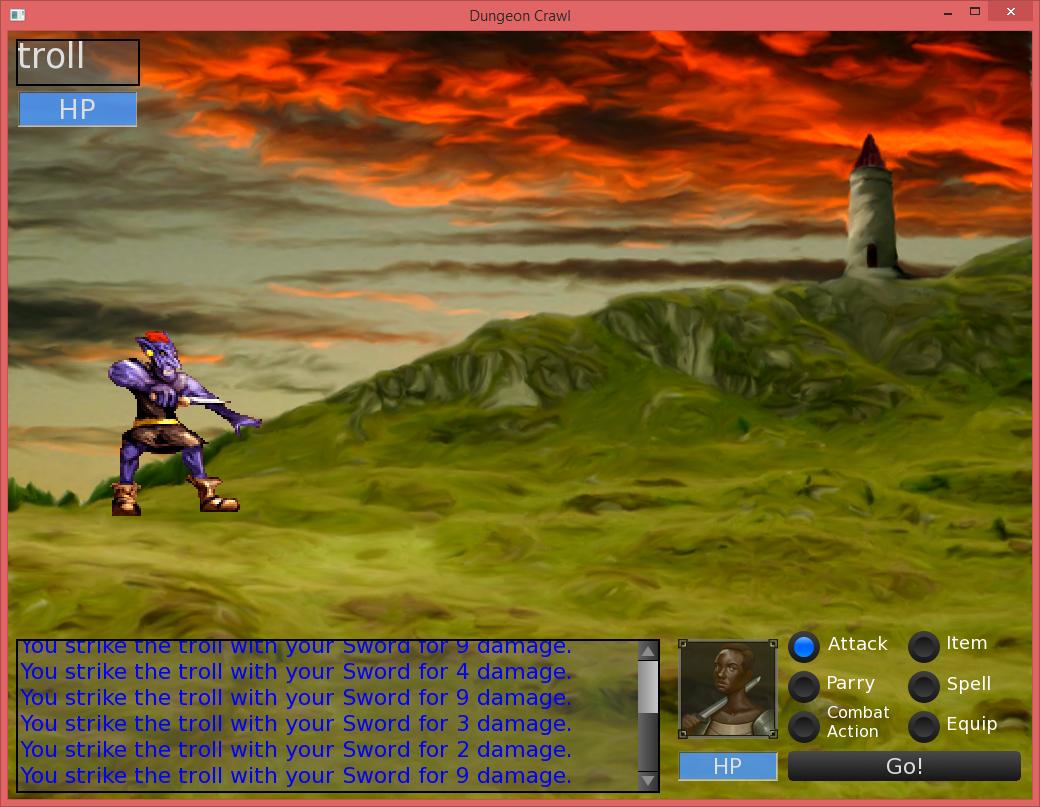 Dungeon Crawl
troll
HP
You strike the troll with your Sword for 9 damage.
You strike the troll with your Sword for 4 damage.
You strike the troll with your Sword for 9 damage.
You strike the troll with your Sword for 3 damage.
You strike the troll with your Sword for 2 damage.
You strike the troll with your Sword for 9 damage.
HP
Attack
Item
Parry
Spell
Combat
Action
Equip
Go!